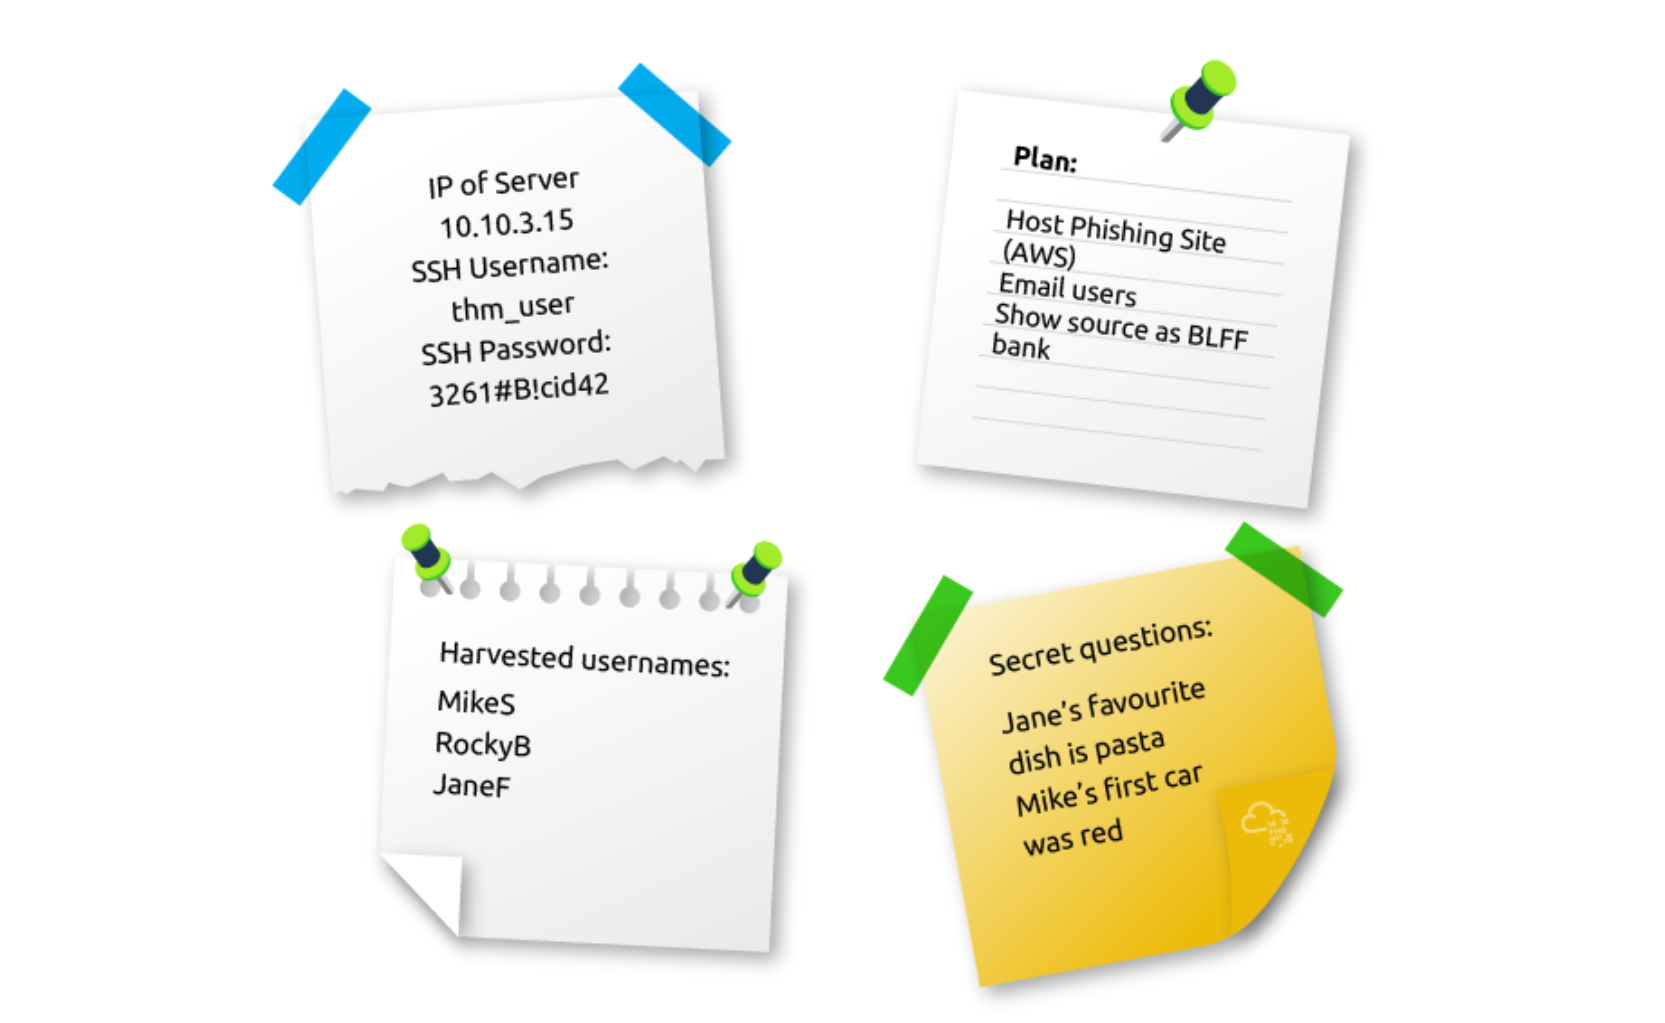 IP of Server
10.10.3.15
SSH Username:
thm_user
SSH Password:
3261#B!cid42
Plan:
Host Phishing Site
(AWS)
Email users
Show source as BLFF
bank
Harvested usernames:
MikeS
RockyB
JaneF
Secret questions:
Jane's favourite
dish is pasta
Mike's first car
was red